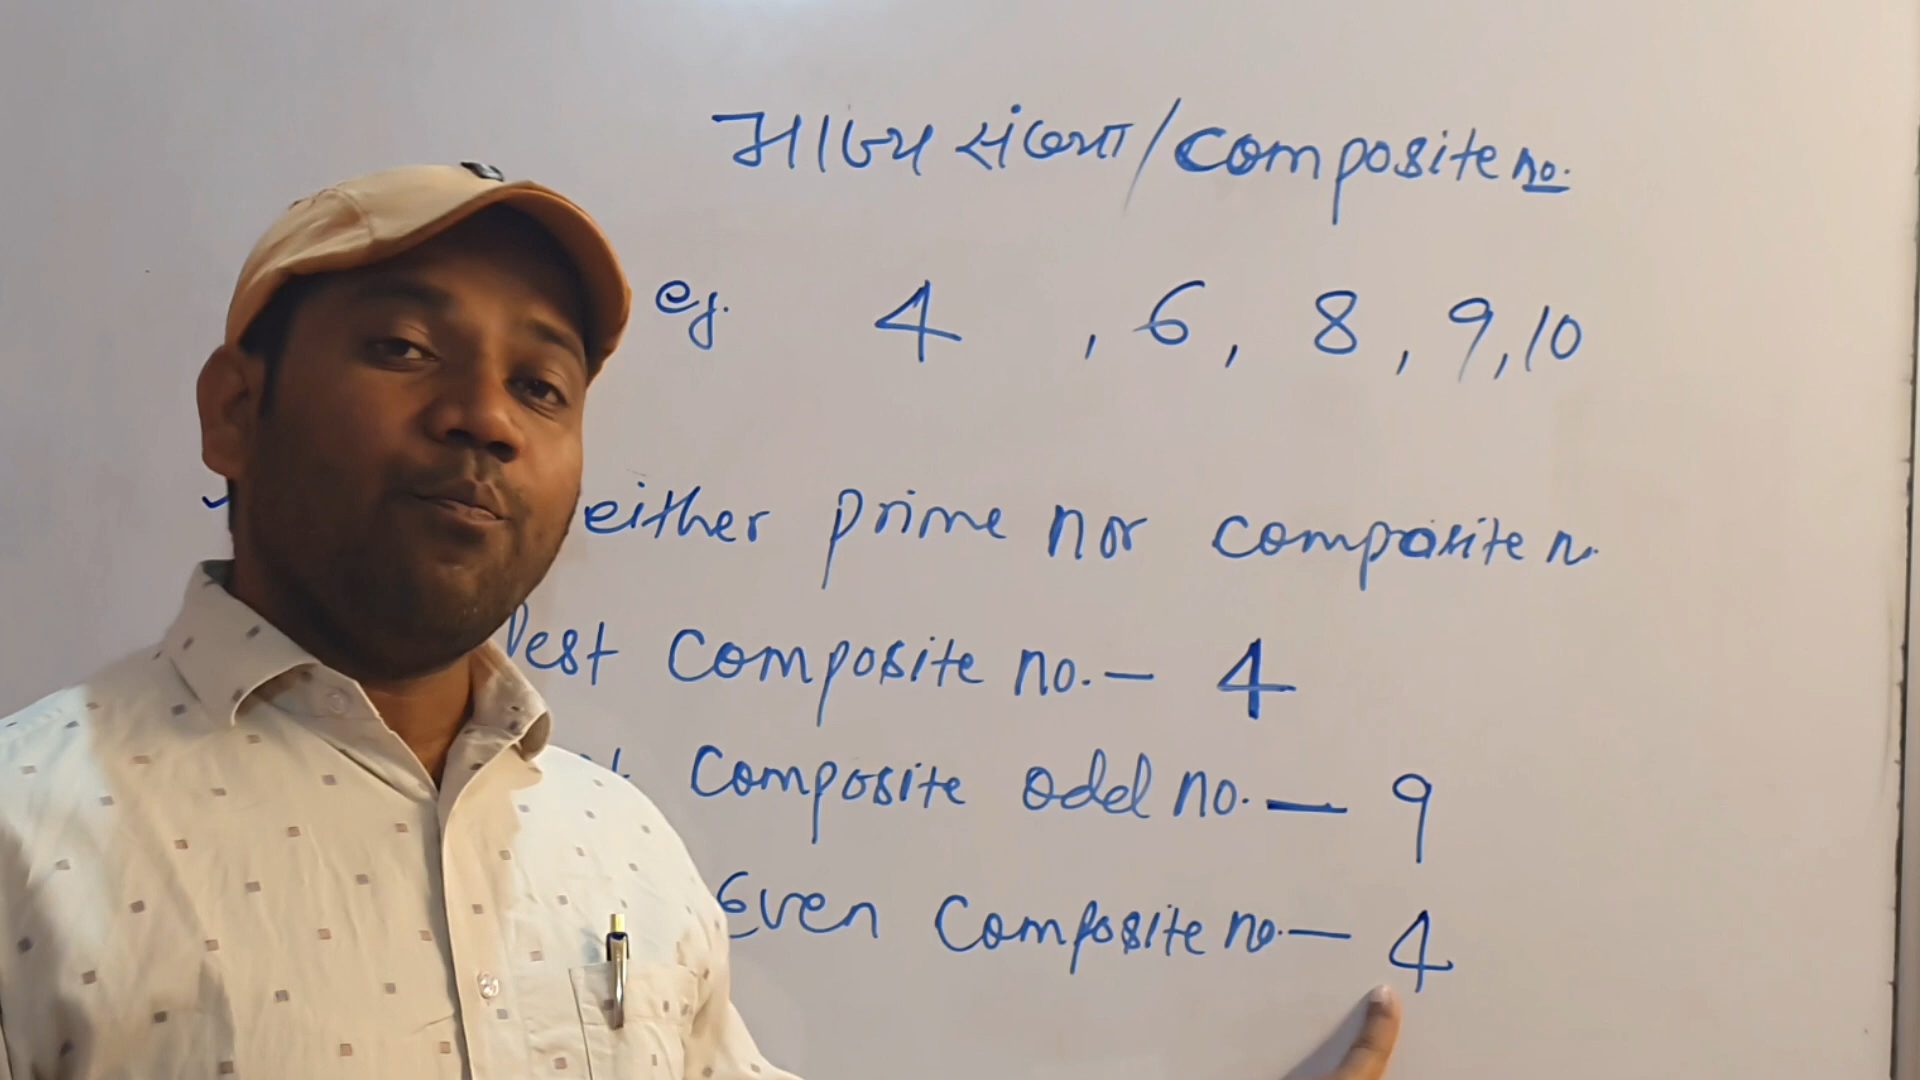 भाज्य संख्या/Composite no.
eg. 4 , 6, 8, 9, 10
either prime nor composite n.
lest Composite no. - 4
Composite odd no. - 9
Even Composite no. - 4